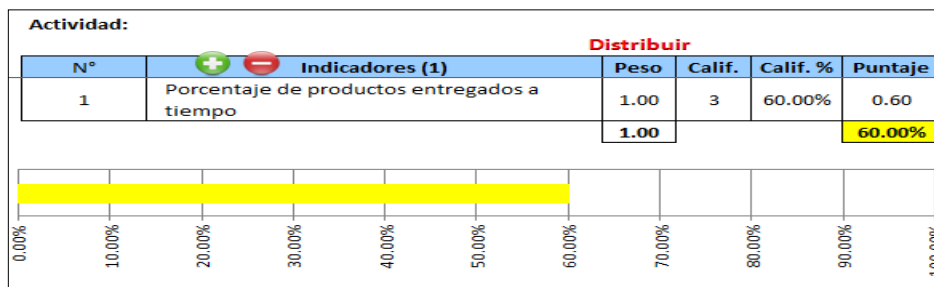 Actividad:
Distribuir
N° Indicadores (1) Peso Calif. Calif. % Puntaje
1 Porcentaje de productos entregados a tiempo 1.00 3 60.00% 0.60
1.00 60.00%
0.00% 10.00% 20.00% 30.00% 40.00% 50.00% 60.00% 70.00% 80.00% 90.00% 100.00%